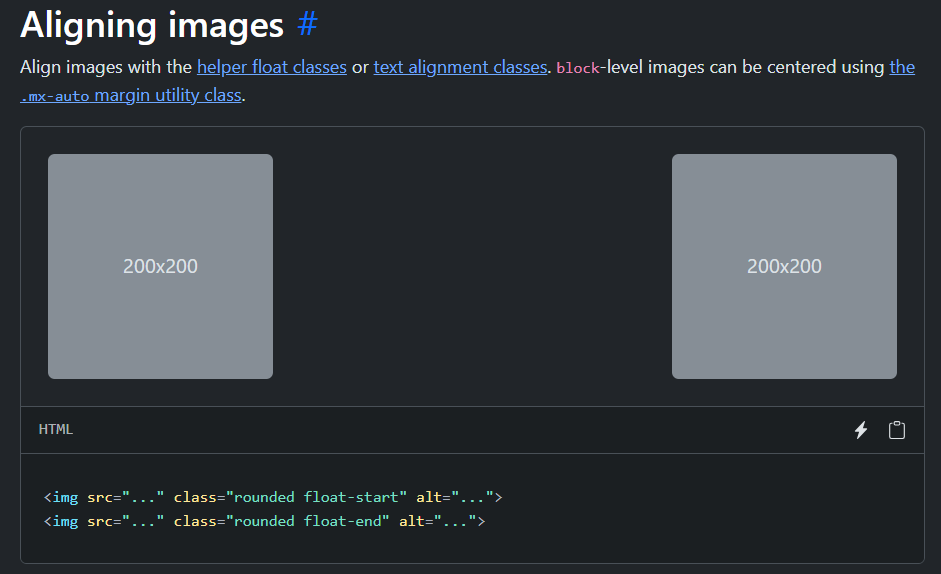 Aligning images #
Align images with the helper float classes or text alignment classes. block-level images can be centered using the
.mx-auto margin utility class.
200x200 200x200
HTML
<img src="..." class="rounded float-start" alt="...">
<img src="..." class="rounded float-end" alt="...">